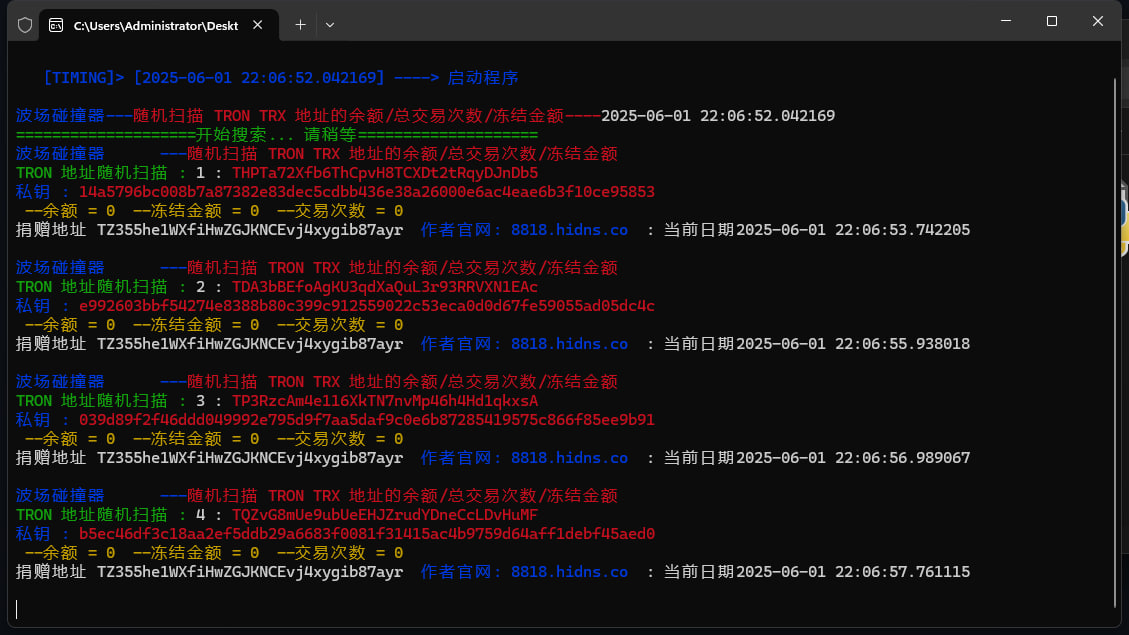 C:\Users\Administrator\Deskt
[TIMING]> [2025-06-01 22:06:52.042169] ----> 启动程序
波场碰撞器---随机扫描 TRON TRX 地址的余额/总交易次数/冻结金额----2025-06-01 22:06:52.042169
====================开始搜索... 请稍等====================
波场碰撞器 ---随机扫描 TRON TRX 地址的余额/总交易次数/冻结金额
TRON 地址随机扫描 : 1 : THPTa72Xfb6ThCpvH8TCXDt2tRqyDJnDb5
私钥 : 14a5796bc008b7a87382e83dec5cdbb436e38a26000e6ac4eae6b3f10ce95853
--余额 = 0 --冻结金额 = 0 --交易次数 = 0
捐赠地址 TZ355he1WXfiHwZGJKNCEvj4xygib87ayr 作者官网: 8818.hidns.co : 当前日期2025-06-01 22:06:53.742205
波场碰撞器 ---随机扫描 TRON TRX 地址的余额/总交易次数/冻结金额
TRON 地址随机扫描 : 2 : TDA3bBEfoAgKU3qdXaQuL3r93RRVXN1EAc
私钥 : e992603bbf54274e8388b80c399c912559022c53eca0d0d67fe59055ad05dc4c
--余额 = 0 --冻结金额 = 0 --交易次数 = 0
捐赠地址 TZ355he1WXfiHwZGJKNCEvj4xygib87ayr 作者官网: 8818.hidns.co : 当前日期2025-06-01 22:06:55.938018
波场碰撞器 ---随机扫描 TRON TRX 地址的余额/总交易次数/冻结金额
TRON 地址随机扫描 : 3 : TP3RzcAm4e116XkTN7nvMp46h4Hd1qkxsA
私钥 : 039d89f2f46ddd049992e795d9f7aa5daf9c0e6b87285419575c866f85ee9b91
--余额 = 0 --冻结金额 = 0 --交易次数 = 0
捐赠地址 TZ355he1WXfiHwZGJKNCEvj4xygib87ayr 作者官网: 8818.hidns.co : 当前日期2025-06-01 22:06:56.989067
波场碰撞器 ---随机扫描 TRON TRX 地址的余额/总交易次数/冻结金额
TRON 地址随机扫描 : 4 : TQZvG8mUe9ubUeEHJZrudYDneCcLDvHuMF
私钥 : b5ec46df3c18aa2ef5ddb29a6683f0081f31415ac4b9759d64aff1debf45aed0
--余额 = 0 --冻结金额 = 0 --交易次数 = 0
捐赠地址 TZ355he1WXfiHwZGJKNCEvj4xygib87ayr 作者官网: 8818.hidns.co : 当前日期2025-06-01 22:06:57.761115